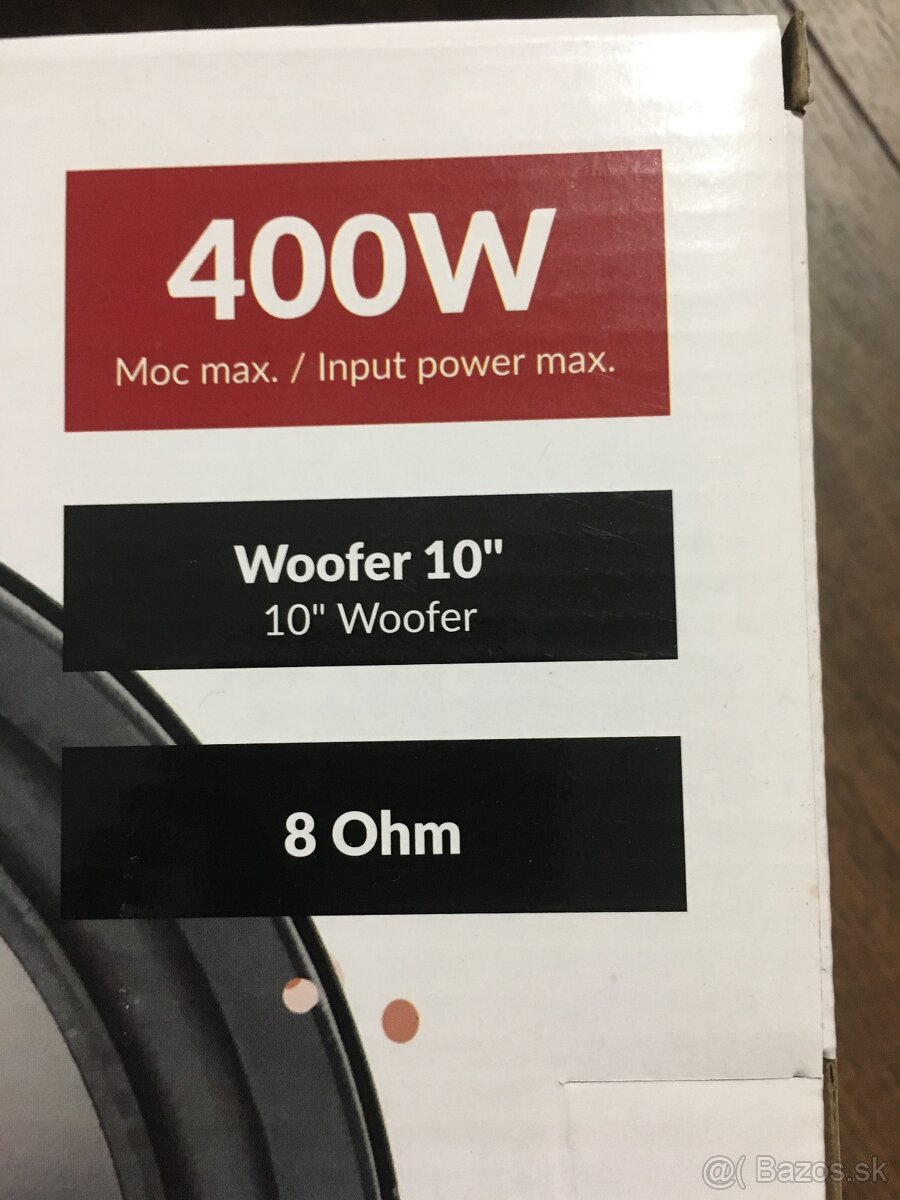 400W
Moc max. / Input power max.
Woofer 10"
10" Woofer
8 Ohm
@( Bazos.sk